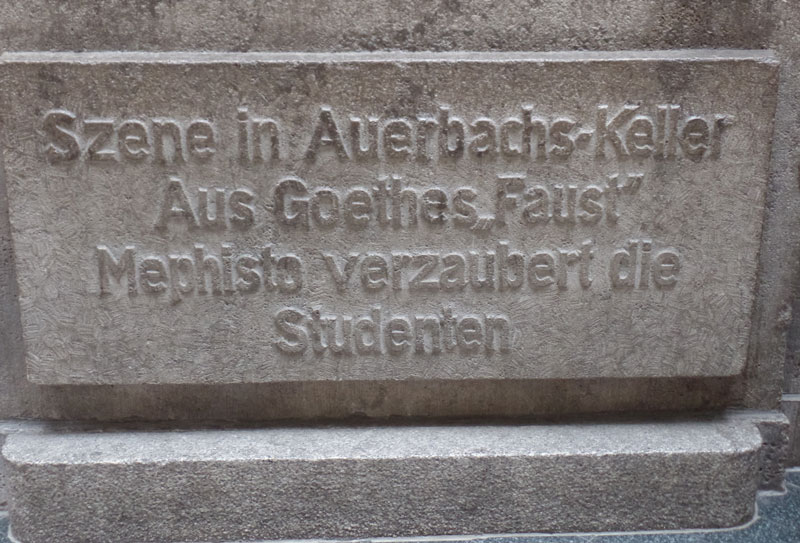 Szene in Auerbachs-Keller
Aus Goethes „Faust“
Mephisto verzaubert die
Studenten